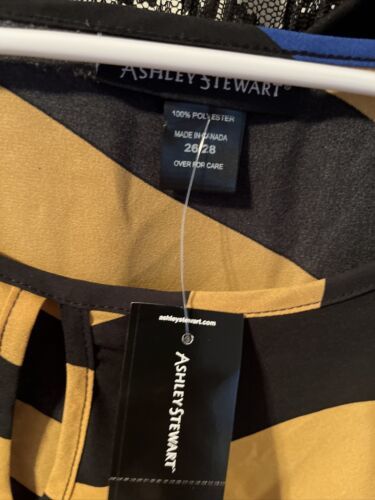 ASHLEY STEWART®
100% POLYESTER
MADE IN CANADA
26/28
OVER FOR CARE
ashleystewart.com
ASHLEY STEWART®